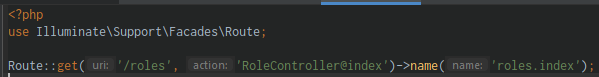 <?php
use Illuminate\Support\Facades\Route;
Route::get( uri: '/roles', action: 'RoleController@index')->name( name: 'roles.index');